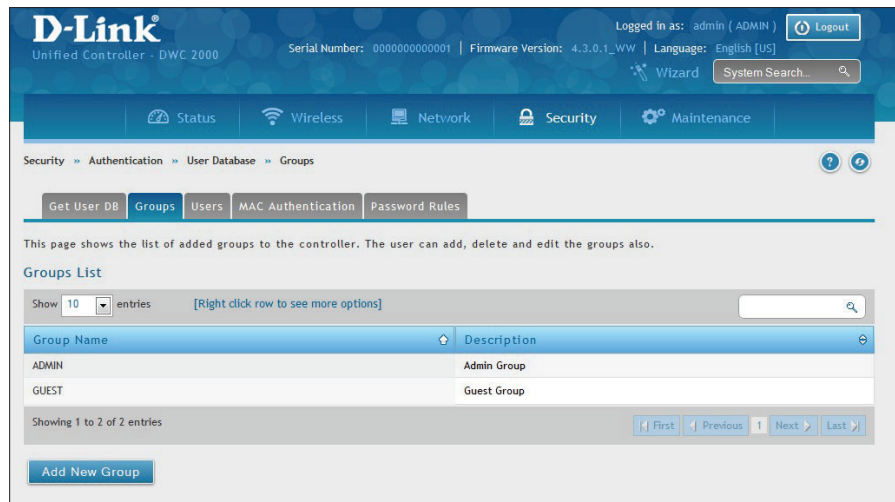 D-Link
Unified Controller - DWC 2000
Logged in as: admin ( ADMIN ) Logout
Serial Number: 0000000000001 | Firmware Version: 4.3.0.1_WW | Language: English [US]
Wizard System Search...
Status Wireless Network Security Maintenance
Security » Authentication » User Database » Groups
Get User DB Groups Users MAC Authentication Password Rules
This page shows the list of added groups to the controller. The user can add, delete and edit the groups also.
Groups List
Show 10 entries [Right click row to see more options]
Group Name Description
ADMIN Admin Group
GUEST Guest Group
Showing 1 to 2 of 2 entries First Previous 1 Next Last
Add New Group